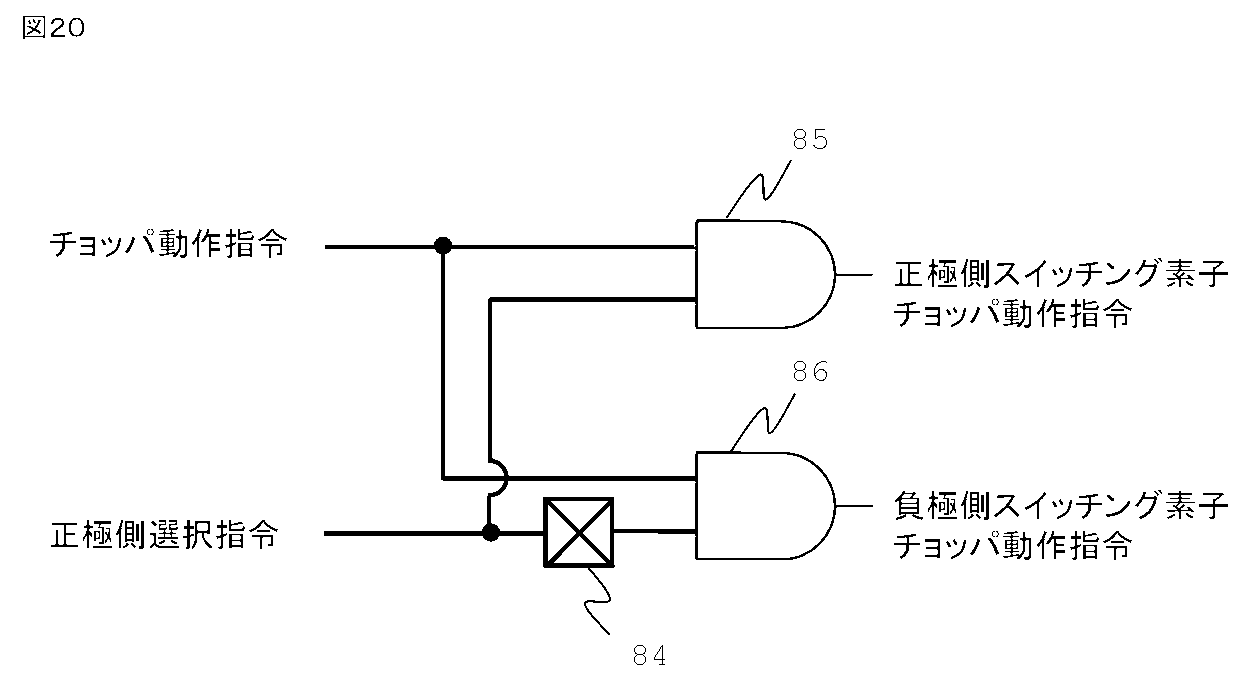 図20
85
チョッパ動作指令
正極側スイッチング素子
チョッパ動作指令
86
負極側スイッチング素子
チョッパ動作指令
正極側選択指令
84